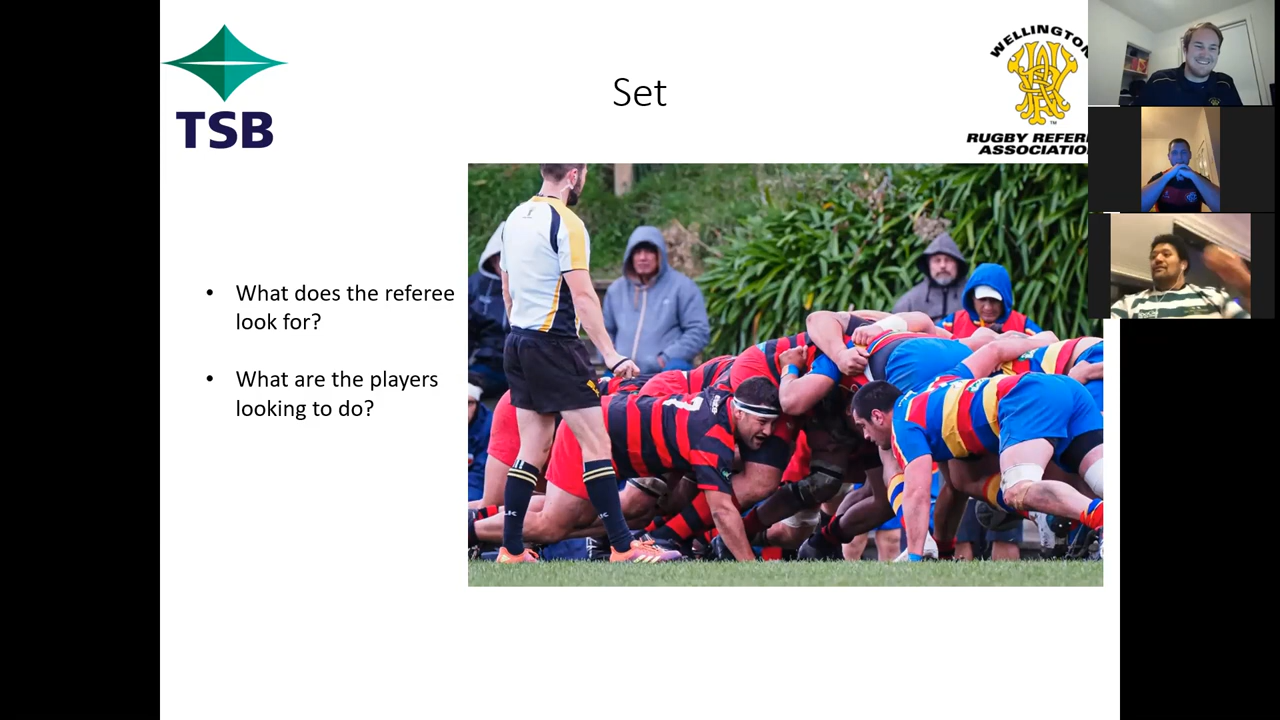 TSB
Set
WELLINGTON
RUGBY REFER
ASSOCIATIO
• What does the referee
look for?
• What are the players
looking to do?